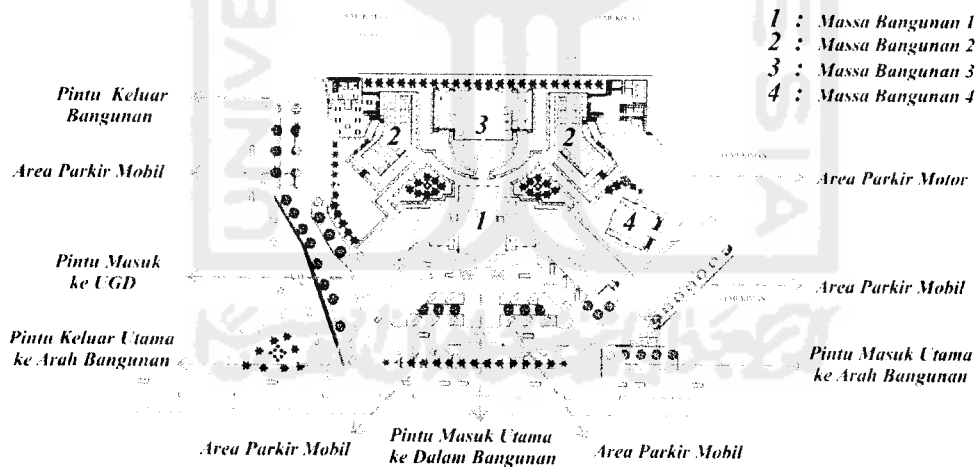 1 : Massa Bangunan 1
2 : Massa Bangunan 2
3 : Massa Bangunan 3
4 : Massa Bangunan 4
Pintu Keluar
Bangunan
Area Parkir Mobil
Pintu Masuk
ke UGD
Pintu Keluar Utama
ke Arah Bangunan
2
3
2
1
4
Area Parkir Motor
Area Parkir Mobil
Pintu Masuk Utama
ke Arah Bangunan
Area Parkir Mobil
Pintu Masuk Utama
ke Dalam Bangunan
Area Parkir Mobil